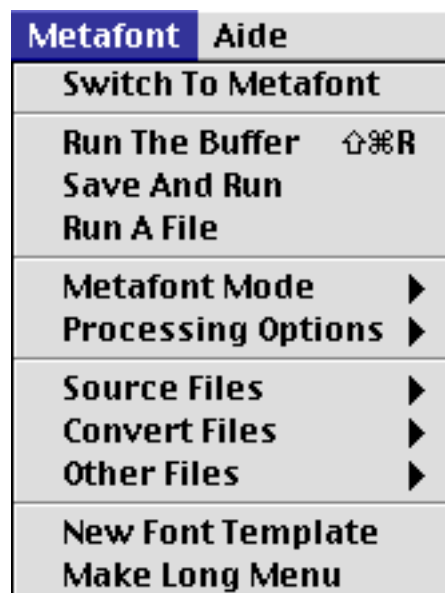 Metafont Aide
Switch To Metafont
Run The Buffer ⇧⌘R
Save And Run
Run A File
Metafont Mode ▶
Processing Options ▶
Source Files ▶
Convert Files ▶
Other Files ▶
New Font Template
Make Long Menu